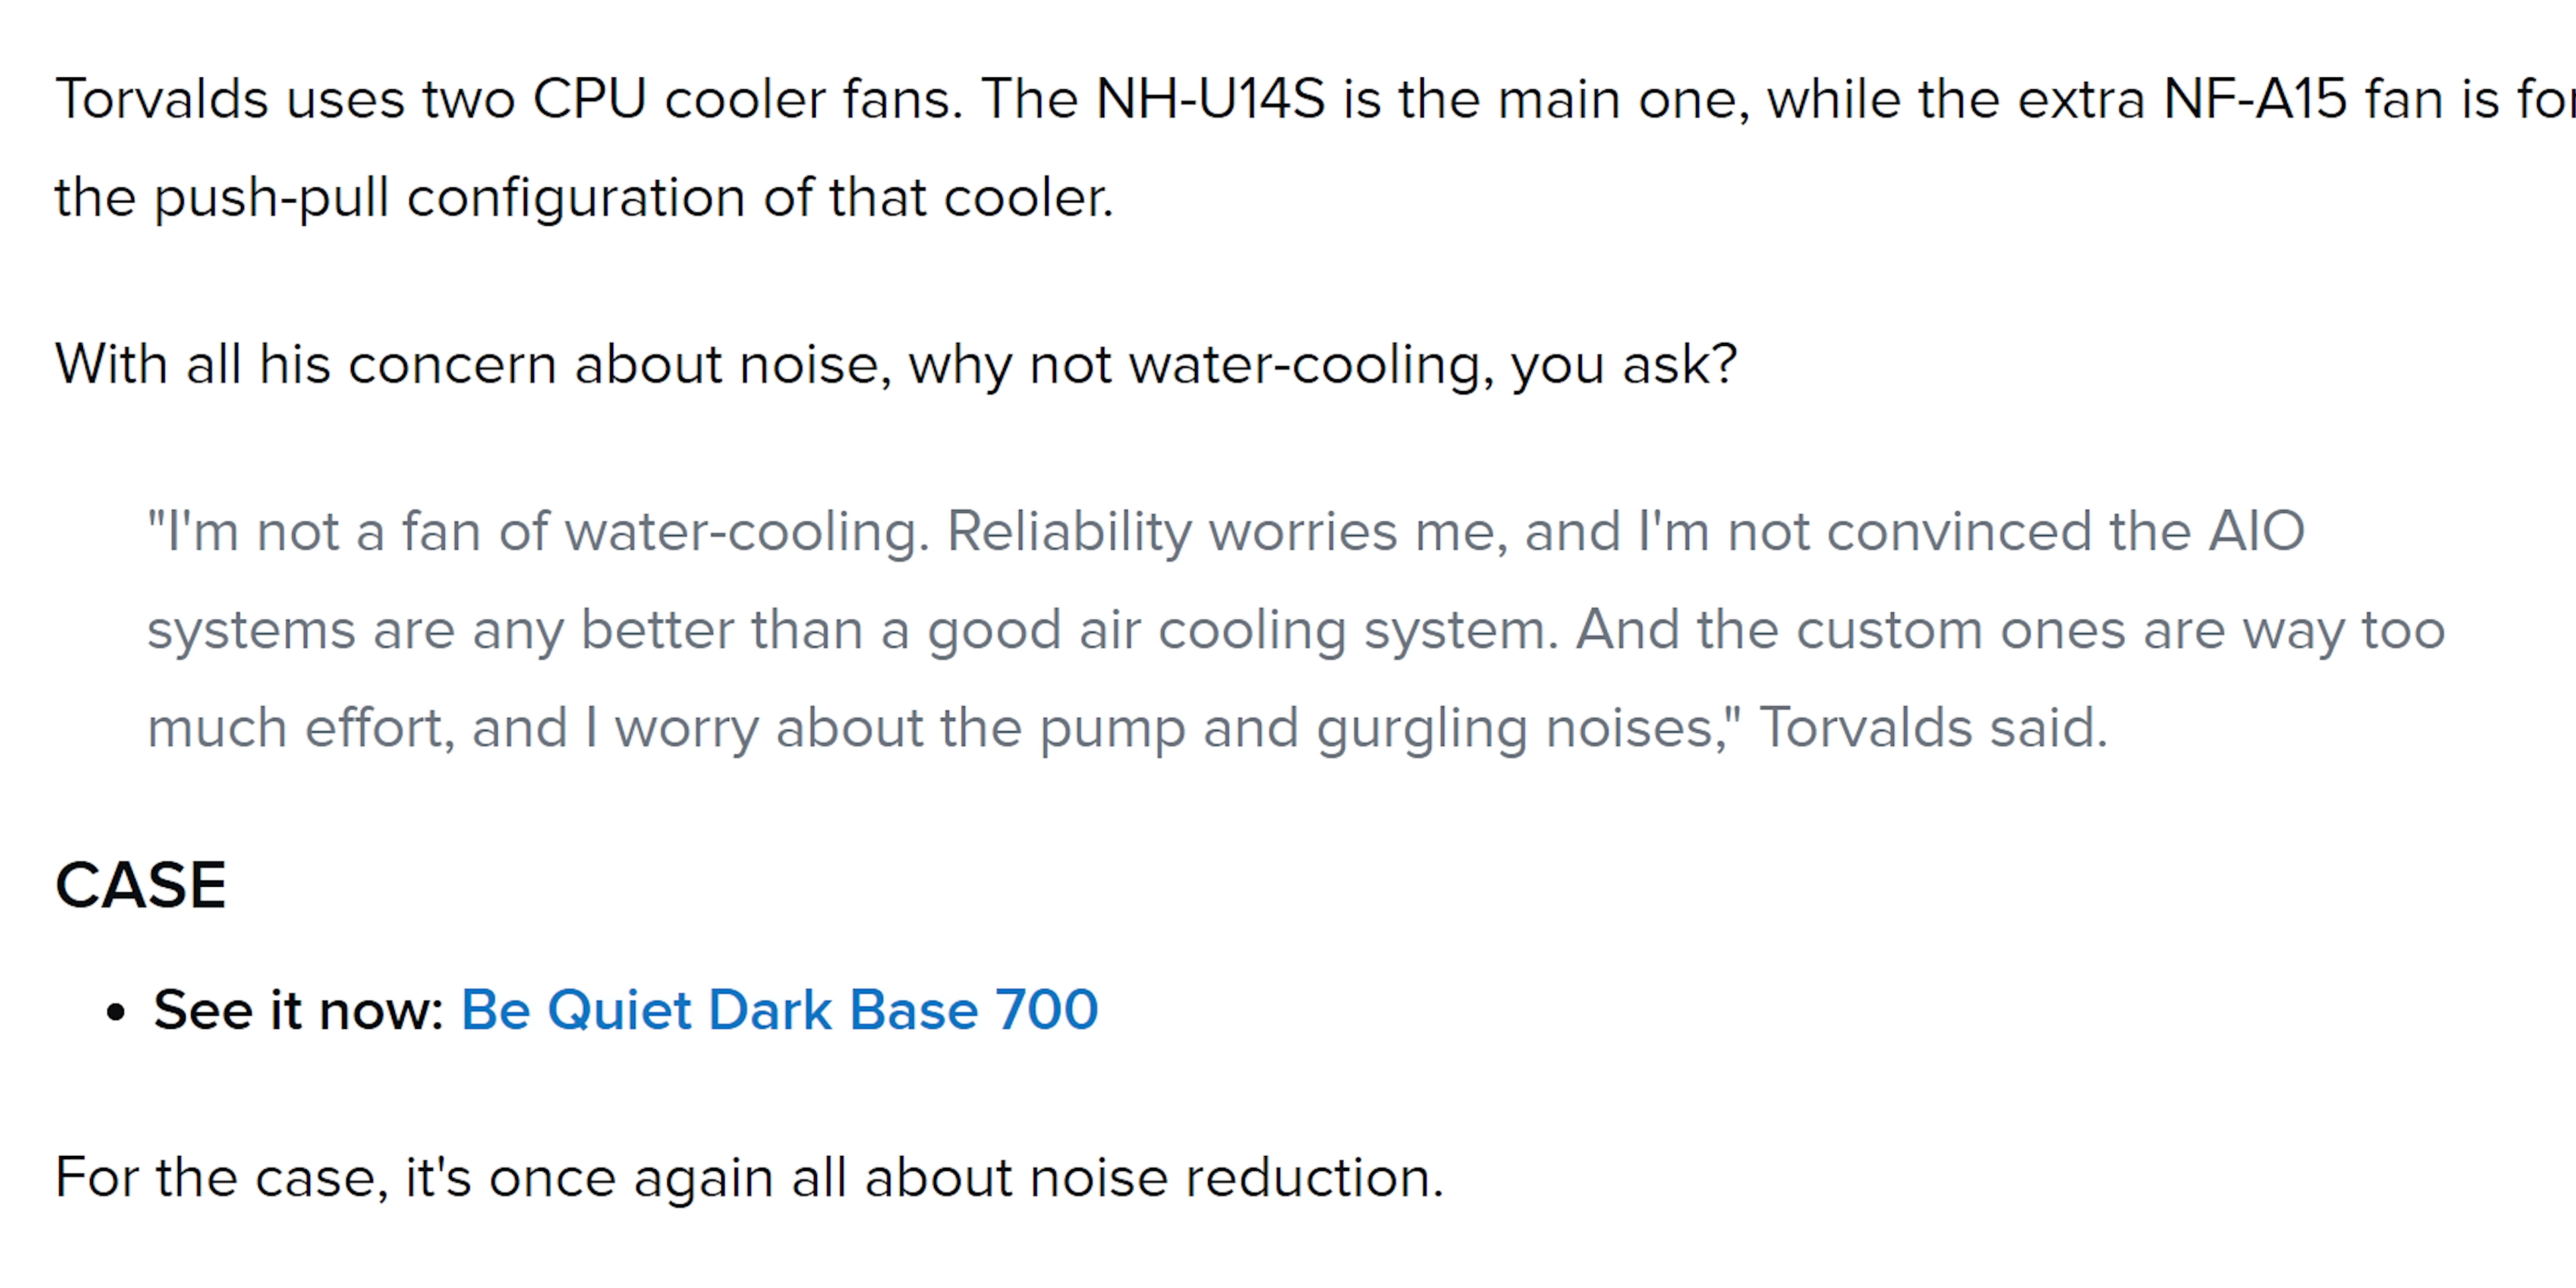 Torvalds uses two CPU cooler fans. The NH-U14S is the main one, while the extra NF-A15 fan is for
the push-pull configuration of that cooler.
With all his concern about noise, why not water-cooling, you ask?
"I'm not a fan of water-cooling. Reliability worries me, and I'm not convinced the AIO
systems are any better than a good air cooling system. And the custom ones are way too
much effort, and I worry about the pump and gurgling noises," Torvalds said.
CASE
• See it now: Be Quiet Dark Base 700
For the case, it's once again all about noise reduction.